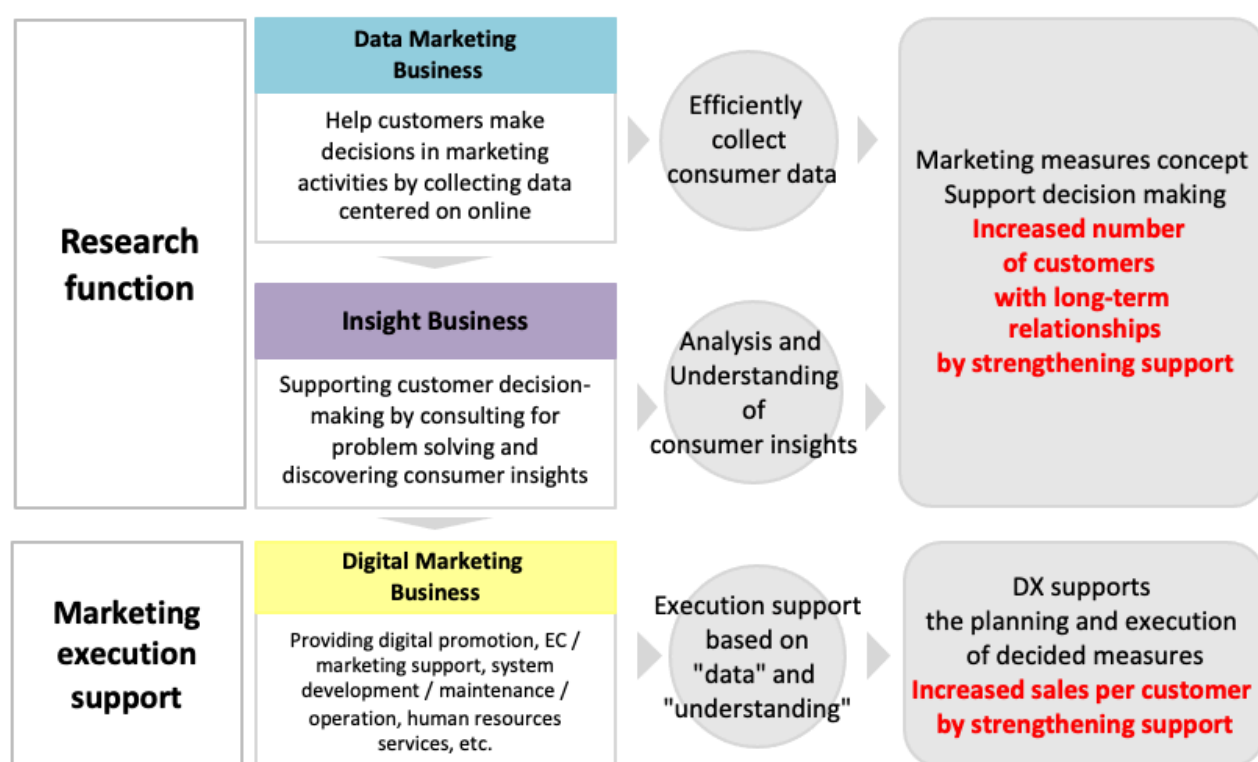 Research
function
Data Marketing
Business
Help customers make
decisions in marketing
activities by collecting data
centered on online
Efficiently
collect
consumer data
Insight Business
Supporting customer decision-
making by consulting for
problem solving and
discovering consumer insights
Analysis and
Understanding
of
consumer insights
Marketing measures concept
Support decision making
Increased number
of customers
with long-term
relationships
by strengthening support
Marketing
execution
support
Digital Marketing
Business
Providing digital promotion, EC /
marketing support, system
development / maintenance /
operation, human resources
services, etc.
Execution support
based on
"data" and
"understanding"
DX supports
the planning and execution
of decided measures
Increased sales per customer
by strengthening support